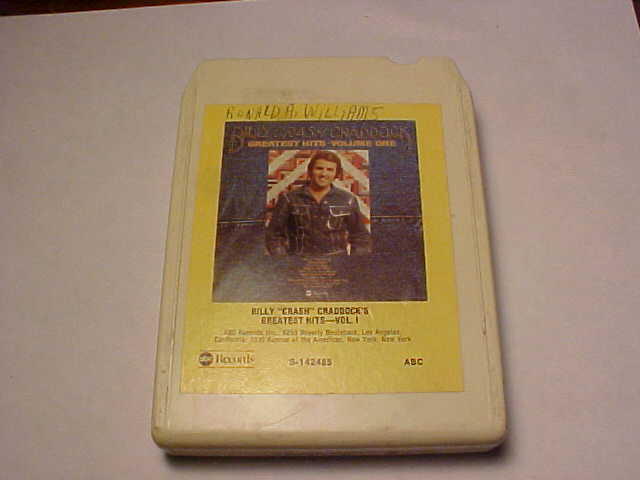 RONALD A. WILLIAMS
BILLY "CRASH" CRADDOCK
GREATEST HITS-VOLUME ONE
BILLY "CRASH" CRADDOCK'S
GREATEST HITS—VOL. I
ABC Records, Inc., 8255 Beverly Boulevard, Los Angeles,
California 1330 Avenue of the Americas, New York, New York
abc Records
S-142485
ABC